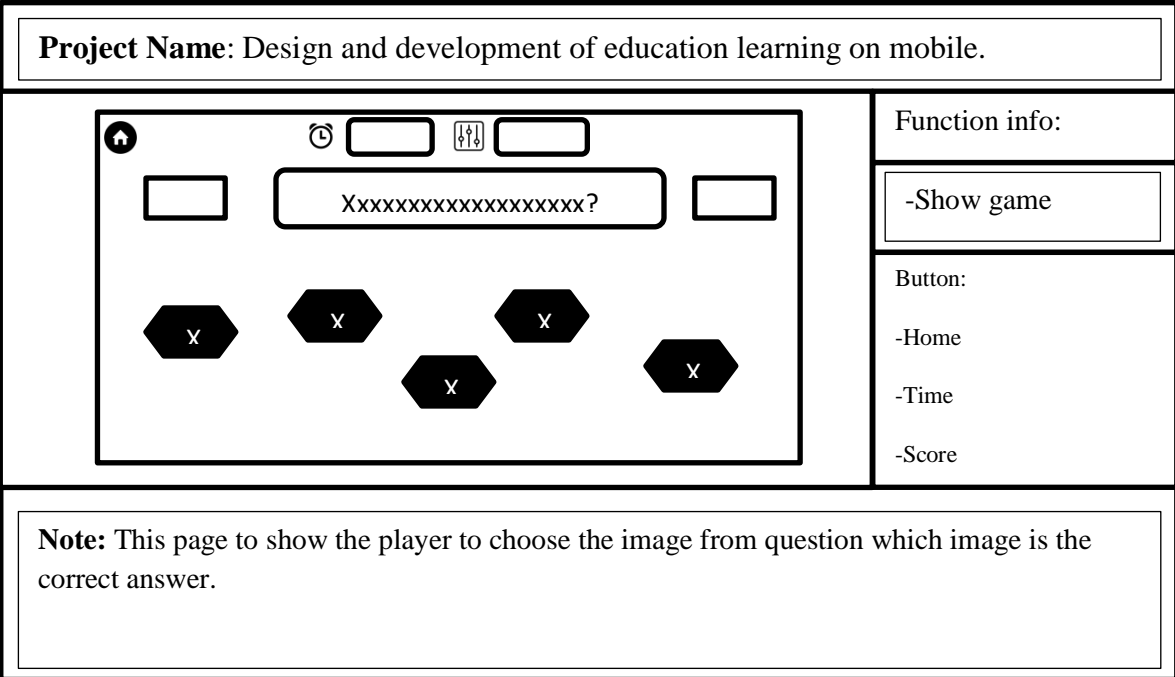 Project Name: Design and development of education learning on mobile.
Xxxxxxxxxxxxxxxxxxx?
X
X
X
X
X
Function info:
-Show game
Button:
-Home
-Time
-Score
Note: This page to show the player to choose the image from question which image is the
correct answer.